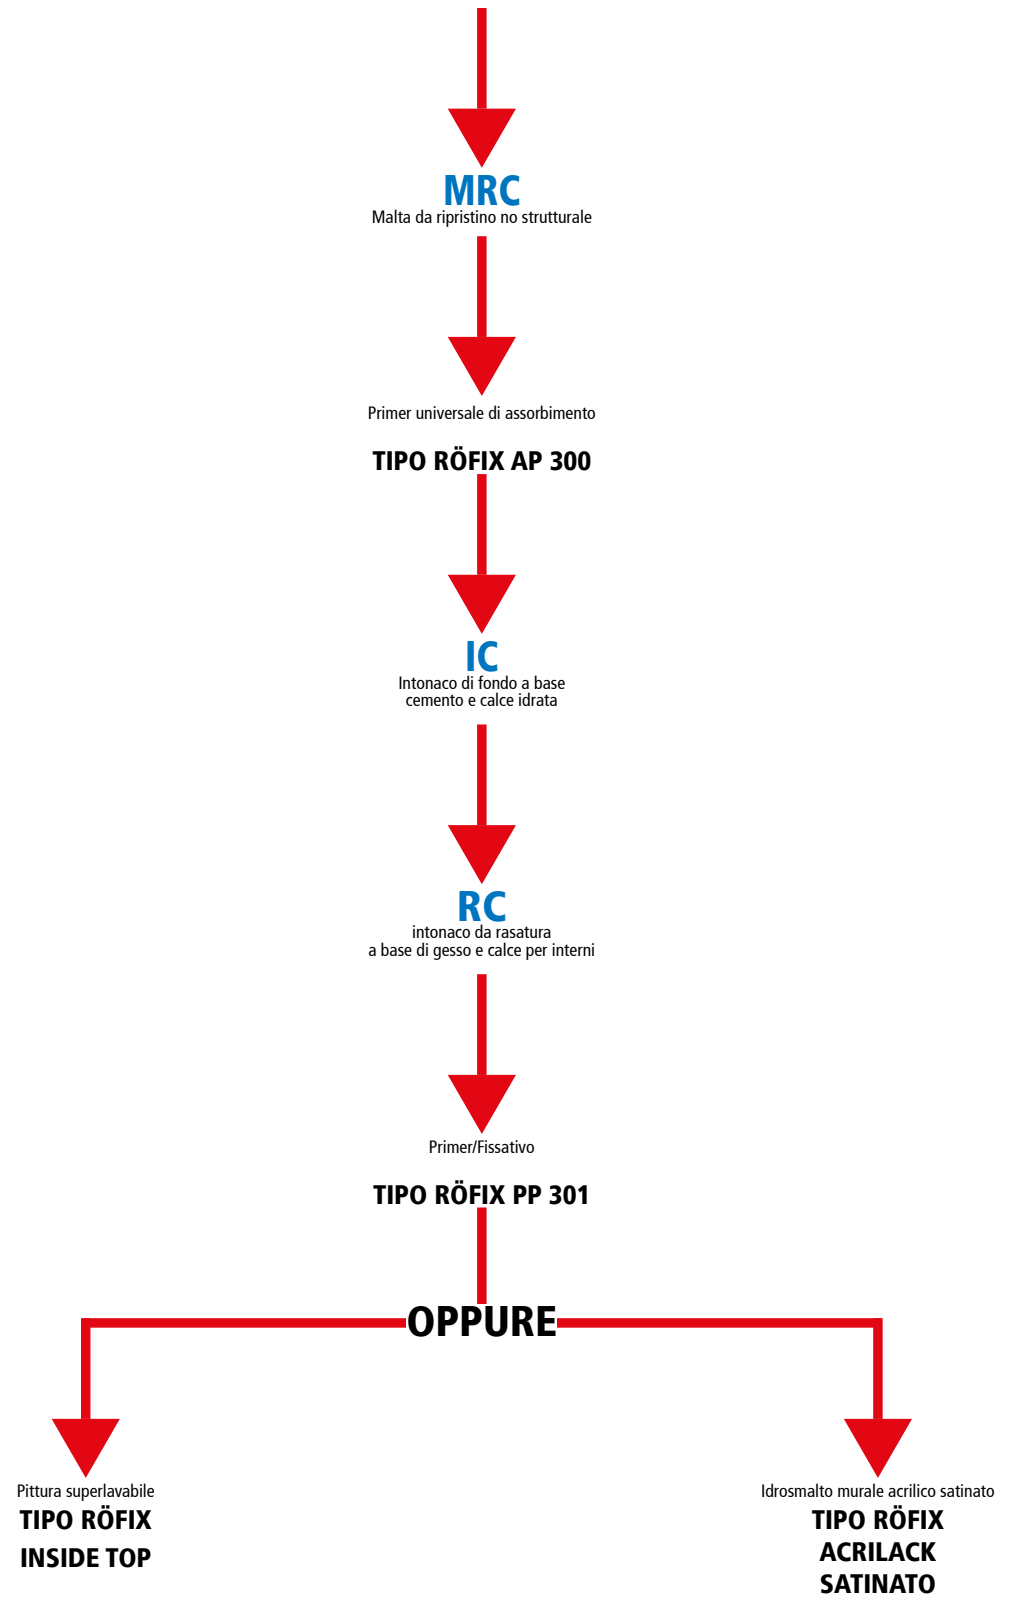 MRC
Malta da ripristino no strutturale
Primer universale di assorbimento
TIPO RÖFIX AP 300
IC
Intonaco di fondo a base
cemento e calce idrata
RC
intonaco da rasatura
a base di gesso e calce per interni
Primer/Fissativo
TIPO RÖFIX PP 301
OPPURE
Pittura superlavabile
TIPO RÖFIX
INSIDE TOP
Idrosmalto murale acrilico satinato
TIPO RÖFIX
ACRILACK
SATINATO